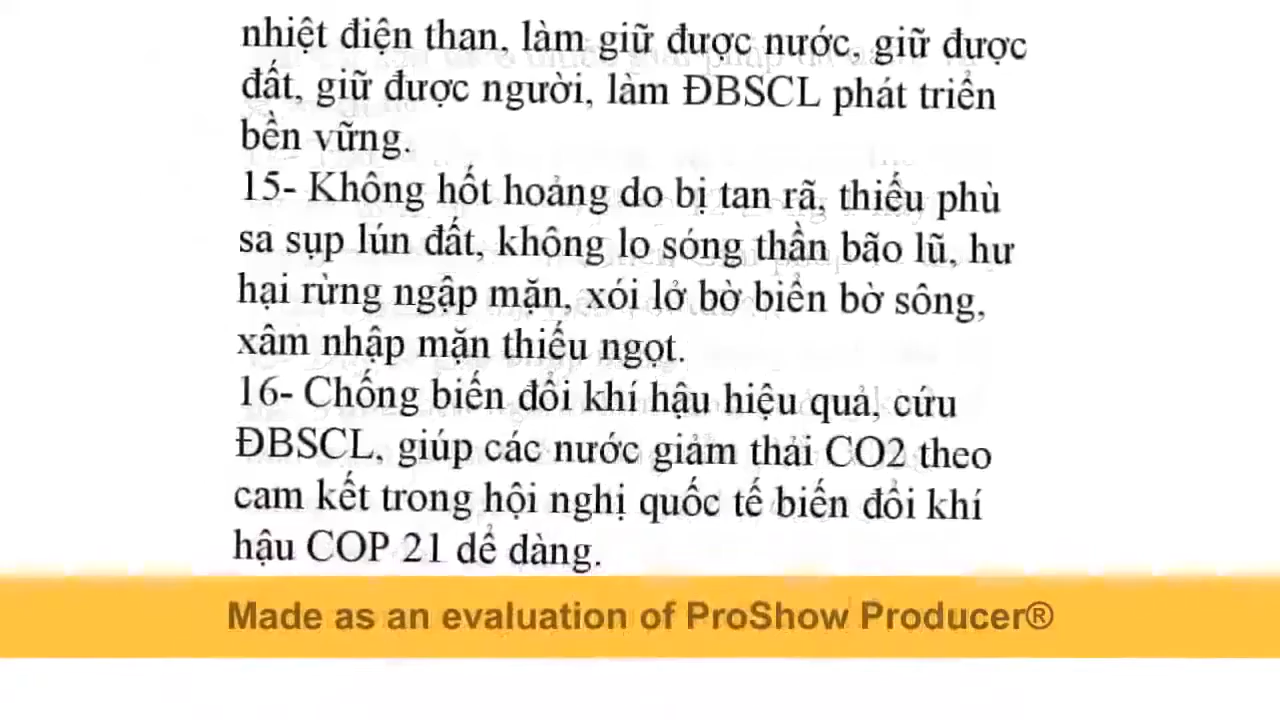 nhiệt điện than, làm giữ được nước, giữ được
đất, giữ được người, làm ĐBSCL phát triển
bền vững.
15- Không hốt hoảng do bị tan rã, thiếu phù
sa sụp lún đất, không lo sóng thần bão lũ, hư
hại rừng ngập mặn, xói lở bờ biển bờ sông,
xâm nhập mặn thiếu ngọt.
16- Chống biến đổi khí hậu hiệu quả, cứu
ĐBSCL, giúp các nước giảm thải CO2 theo
cam kết trong hội nghị quốc tế biến đổi khí
hậu COP 21 dể dàng.
Made as an evaluation of ProShow Producer®